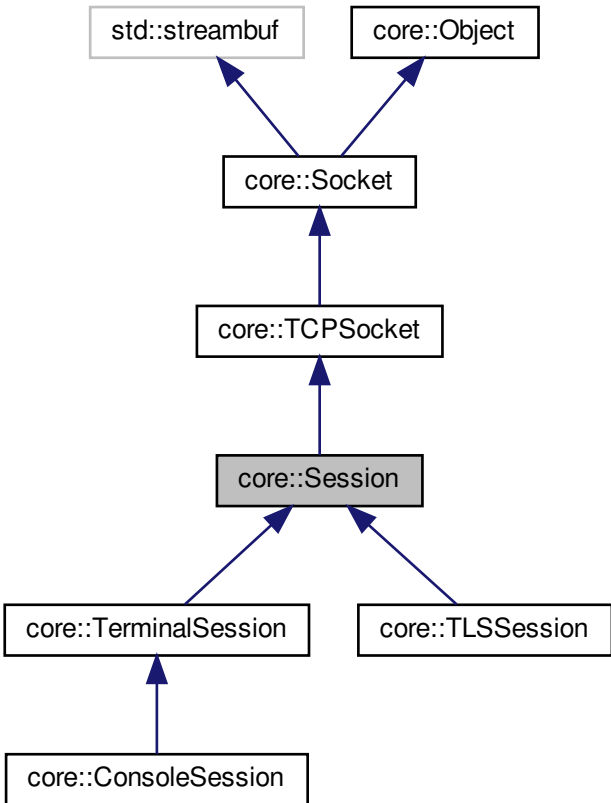 std::streambuf
core::Object
core::Socket
core::TCPSocket
core::Session
core::TerminalSession
core::TLSSession
core::ConsoleSession